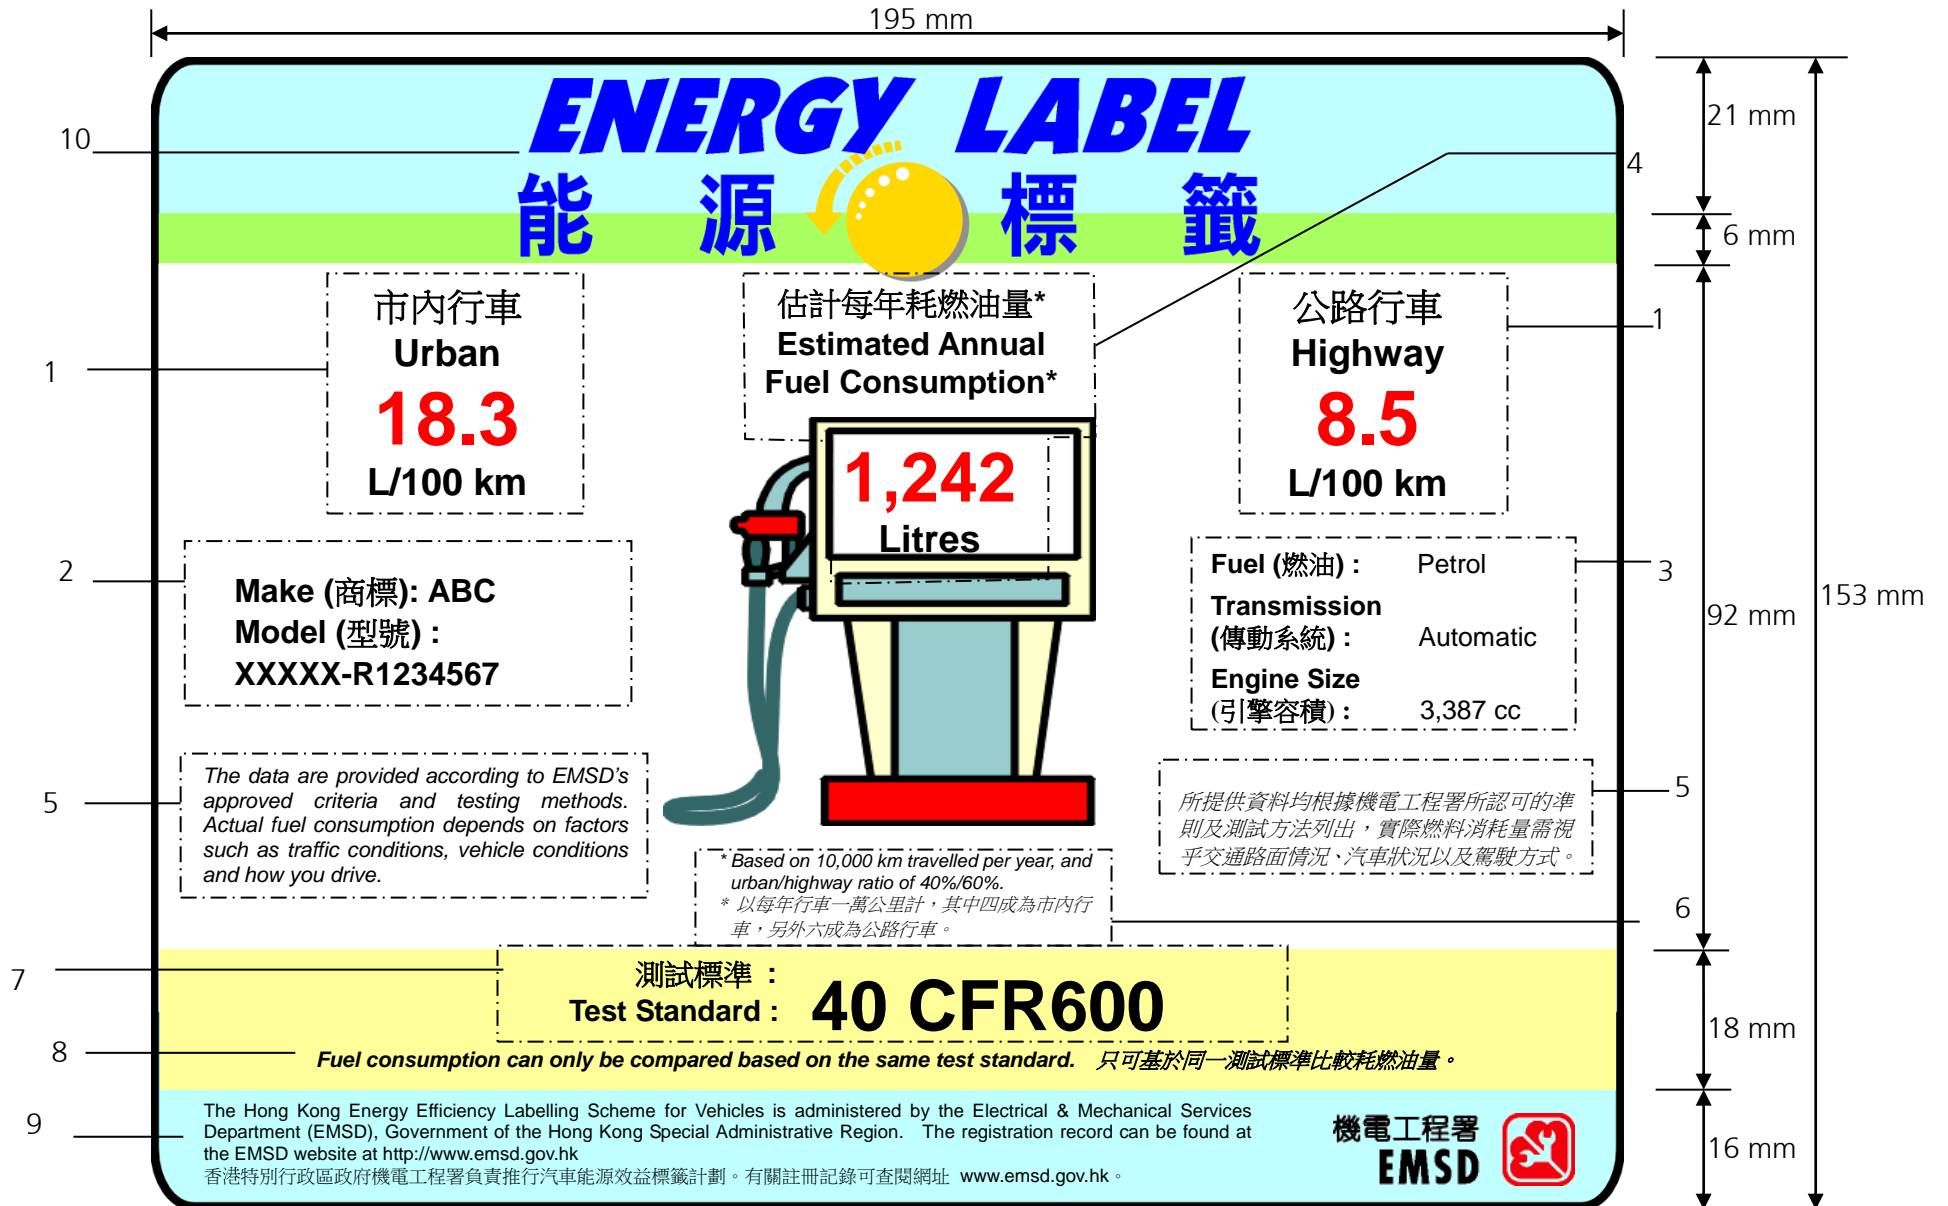 195 mm
ENERGY LABEL
能源標籤
10
4
21 mm
6 mm
市內行車
Urban
18.3
L/100 km
1
估計每年耗燃油量*
Estimated Annual
Fuel Consumption*
1,242
Litres
公路行車
Highway
8.5
L/100 km
1
2
Make (商標): ABC
Model (型號) :
XXXXX-R1234567
Fuel (燃油) : Petrol
Transmission
(傳動系統) : Automatic
Engine Size
(引擎容積) : 3,387 cc
3
92 mm
153 mm
5
The data are provided according to EMSD's
approved criteria and testing methods.
Actual fuel consumption depends on factors
such as traffic conditions, vehicle conditions
and how you drive.
所提供資料均根據機電工程署所認可的準
則及測試方法列出，實際燃料消耗量需視
乎交通路面情況、汽車狀況以及駕駛方式。
5
* Based on 10,000 km travelled per year, and
urban/highway ratio of 40%/60%.
* 以每年行車一萬公里計，其中四成為市內行
車，另外六成為公路行車。
6
7
測試標準 :
Test Standard : 40 CFR600
18 mm
8
Fuel consumption can only be compared based on the same test standard. 只可基於同一測試標準比較耗燃油量。
9
The Hong Kong Energy Efficiency Labelling Scheme for Vehicles is administered by the Electrical & Mechanical Services
Department (EMSD), Government of the Hong Kong Special Administrative Region. The registration record can be found at
the EMSD website at http://www.emsd.gov.hk
香港特別行政區政府機電工程署負責推行汽車能源效益標籤計劃。有關註冊記錄可查閱網址 www.emsd.gov.hk。
機電工程署
EMSD
16 mm